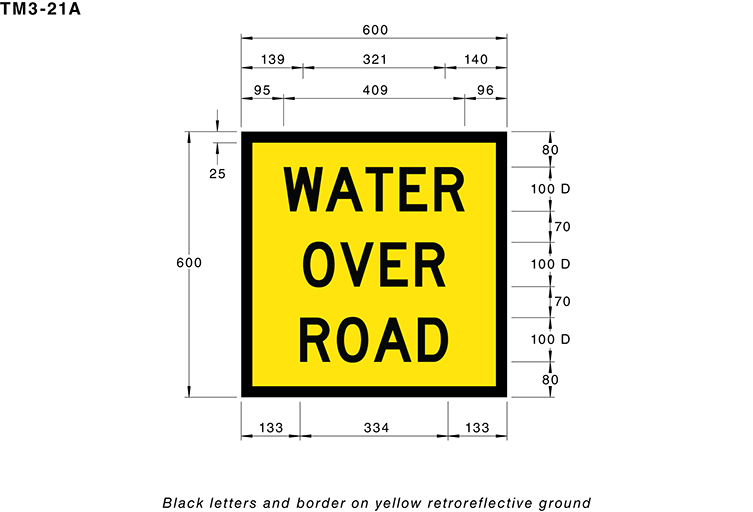 TM3-21A
600
139 321 140
95 409 96
25
600
80
100 D
70
100 D
70
100 D
80
WATER
OVER
ROAD
133 334 133
Black letters and border on yellow retroreflective ground